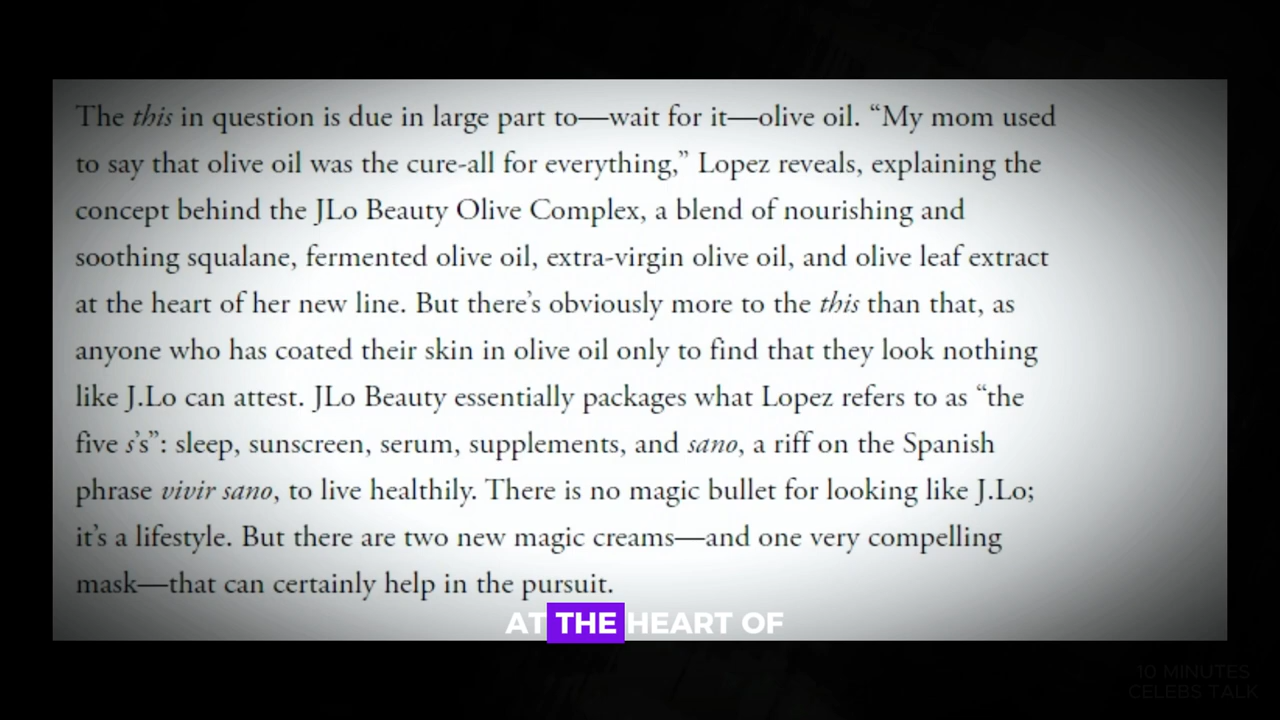 The this in question is due in large part to—wait for it—olive oil. “My mom used
to say that olive oil was the cure-all for everything,” Lopez reveals, explaining the
concept behind the JLo Beauty Olive Complex, a blend of nourishing and
soothing squalane, fermented olive oil, extra-virgin olive oil, and olive leaf extract
at the heart of her new line. But there’s obviously more to the this than that, as
anyone who has coated their skin in olive oil only to find that they look nothing
like J.Lo can attest. JLo Beauty essentially packages what Lopez refers to as “the
five s’s”: sleep, sunscreen, serum, supplements, and sano, a riff on the Spanish
phrase vivir sano, to live healthily. There is no magic bullet for looking like J.Lo;
it’s a lifestyle. But there are two new magic creams—and one very compelling
mask—that can certainly help in the pursuit.
AT THE HEART OF
10 MINUTES
CELEBS TALK